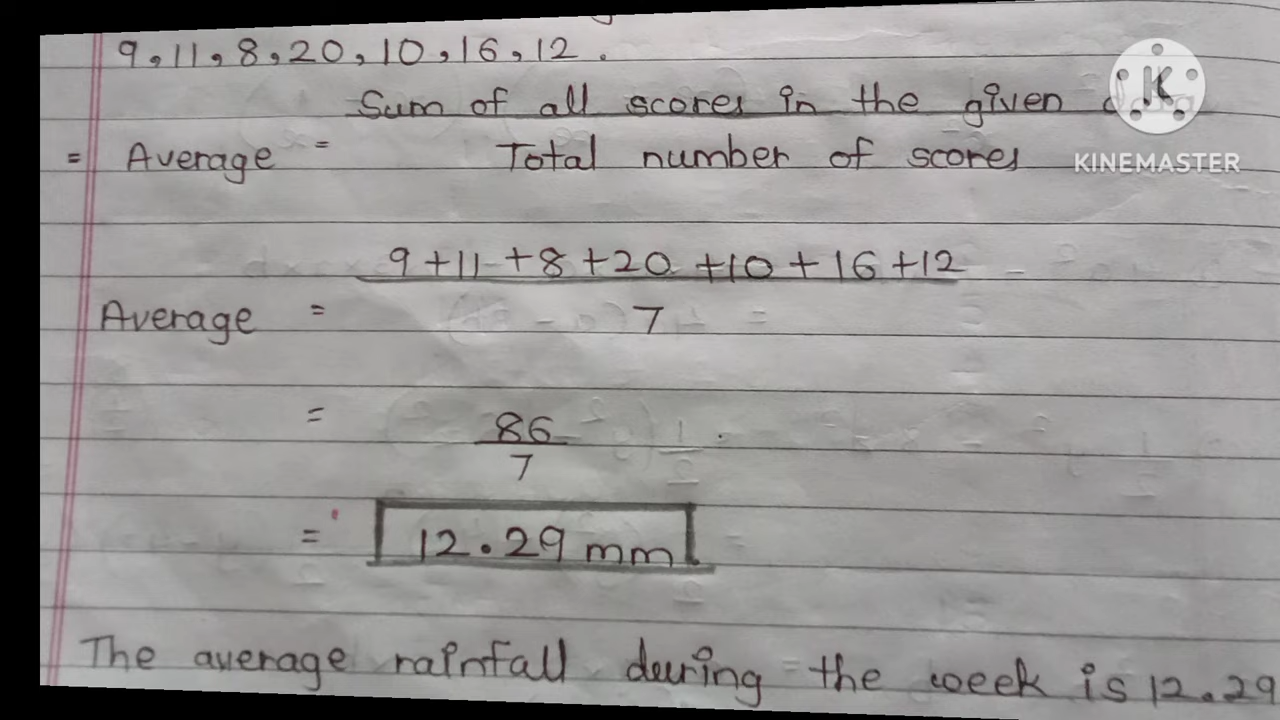 9, 11, 8, 20, 10, 16, 12.
Sum of all scores in the given
= Average = Total number of scores
KINEMASTER
9 + 11 + 8 + 20 + 10 + 16 + 12
Average = 7
= 86
7
= 12.29 mm
The average rainfall during the week is 12.29